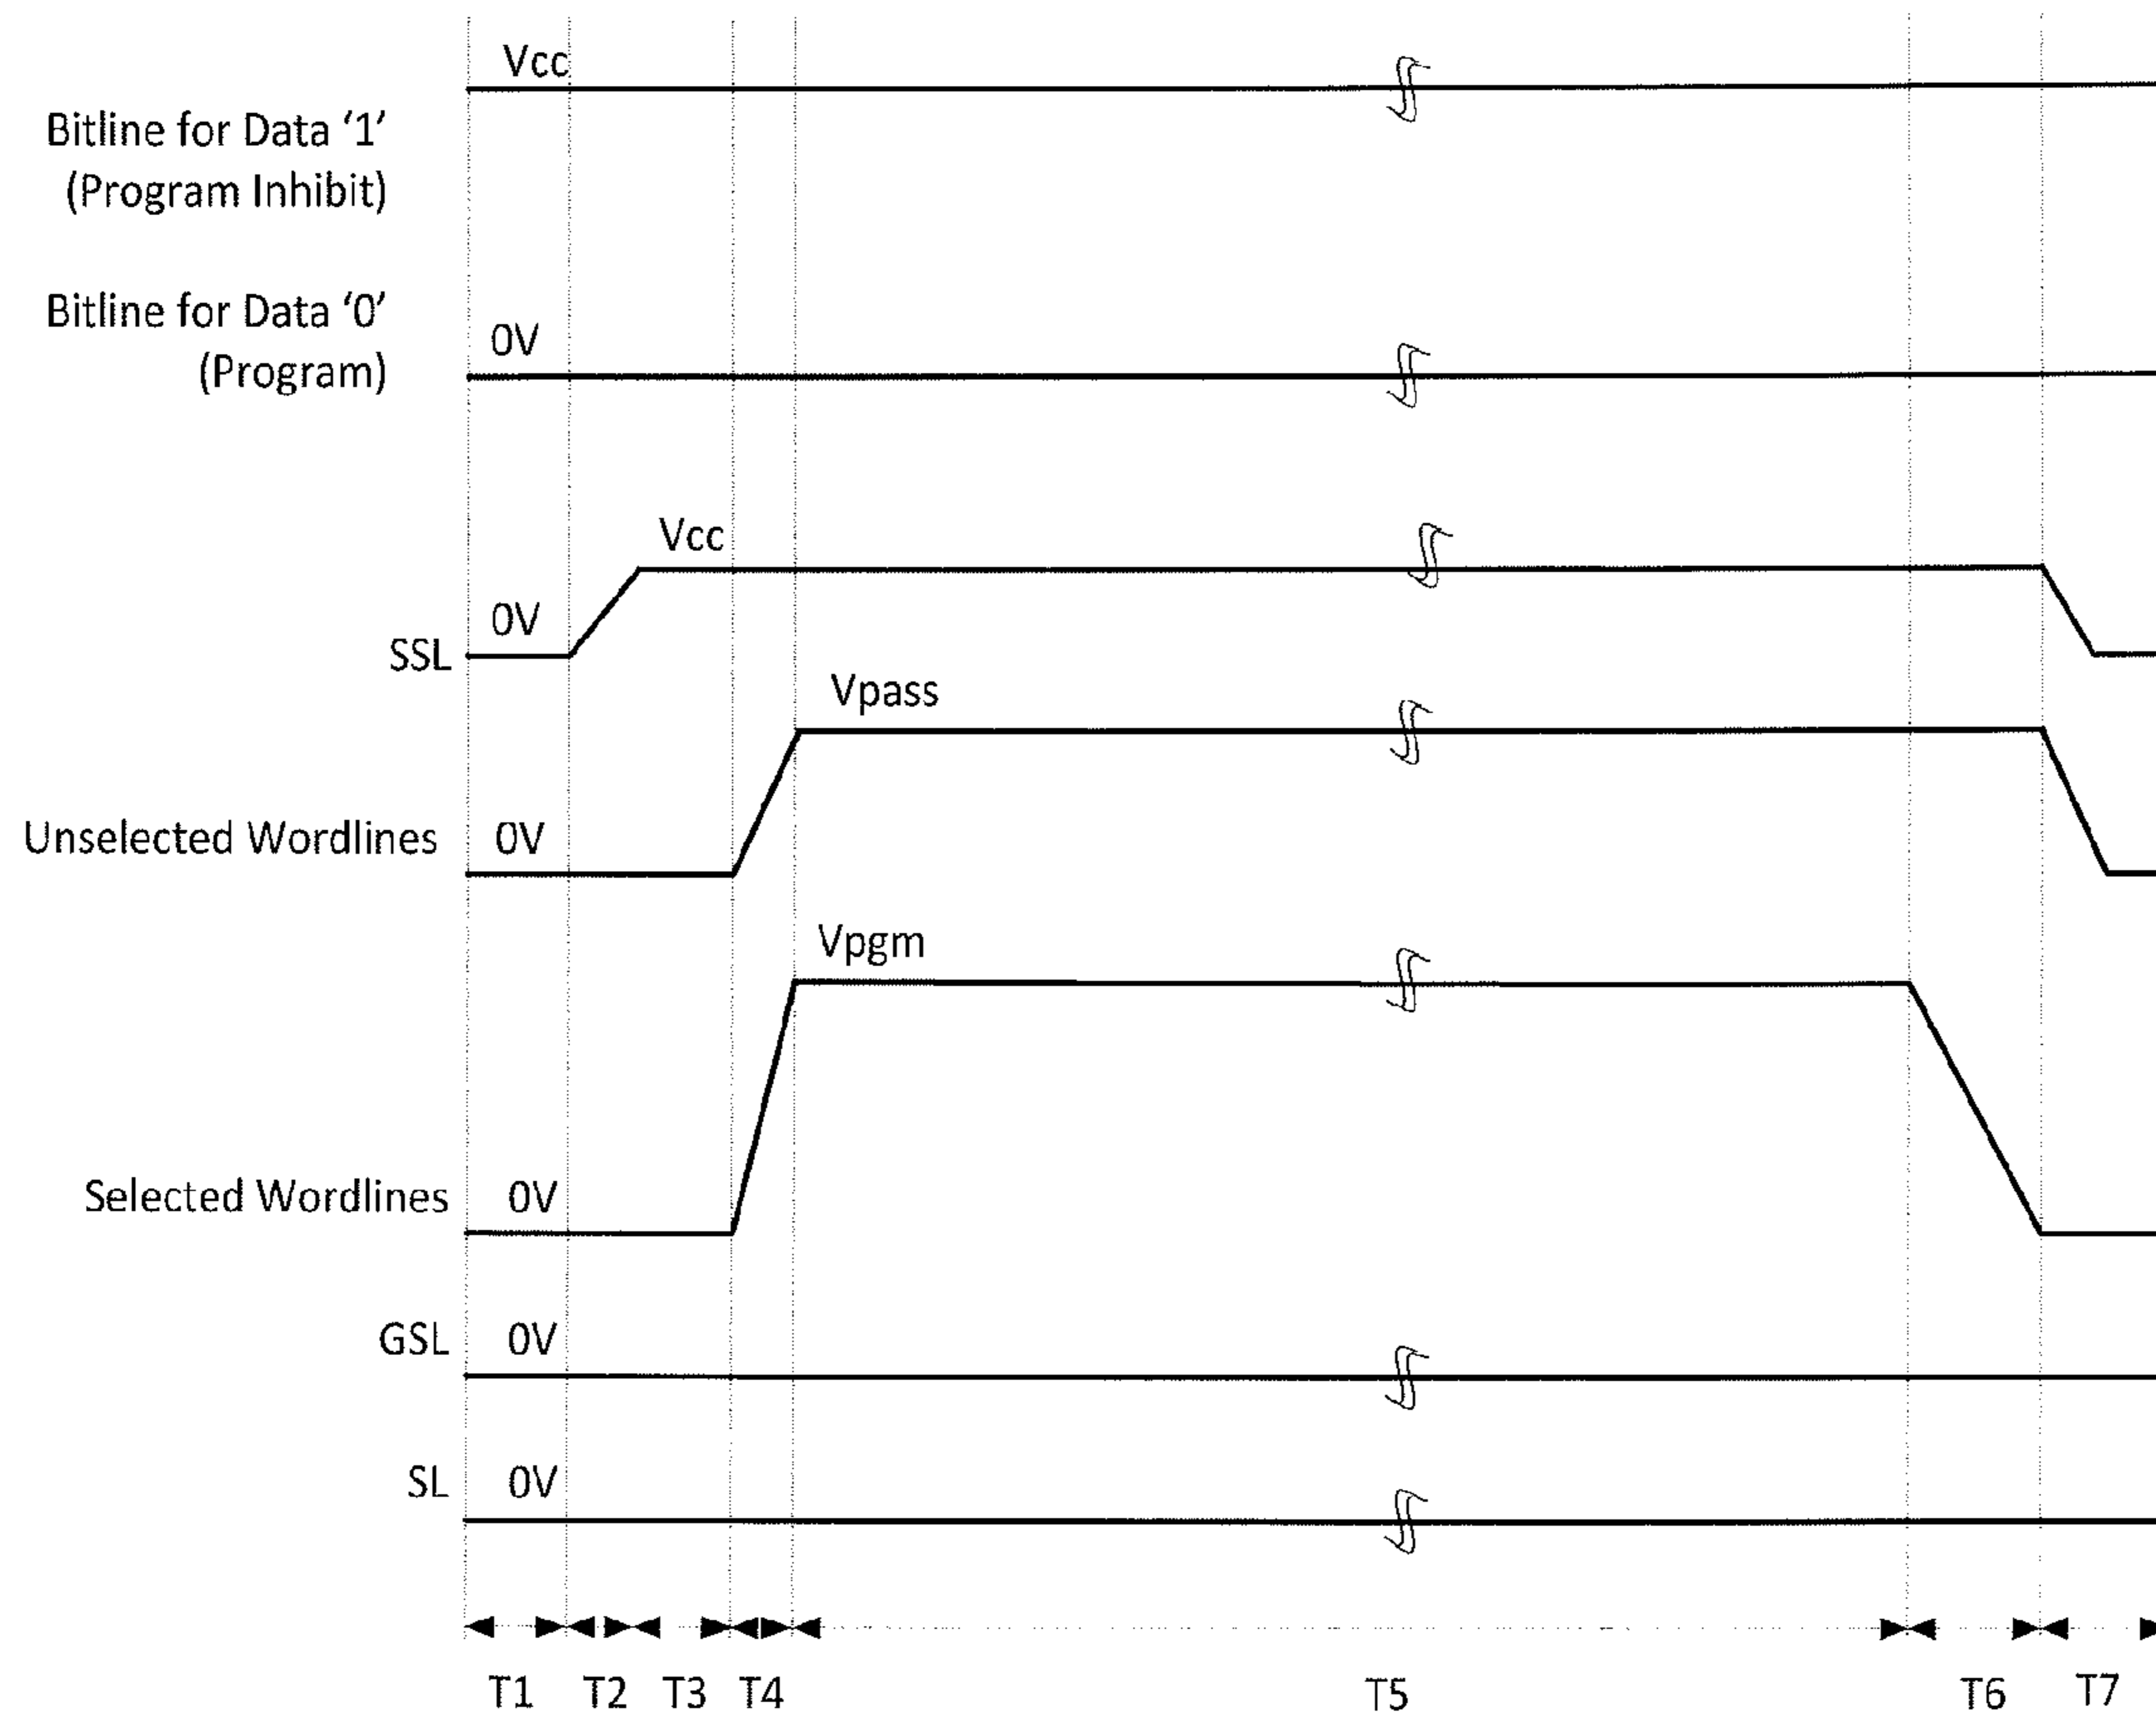 Vcc
Bitline for Data ‘1’
(Program Inhibit)
Bitline for Data ‘0’
0V
(Program)
Vcc
0V
SSL
Vpass
Unselected Wordlines 0V
Vpgm
Selected Wordlines 0V
GSL 0V
SL 0V
T1 T2 T3 T4 T5 T6 T7